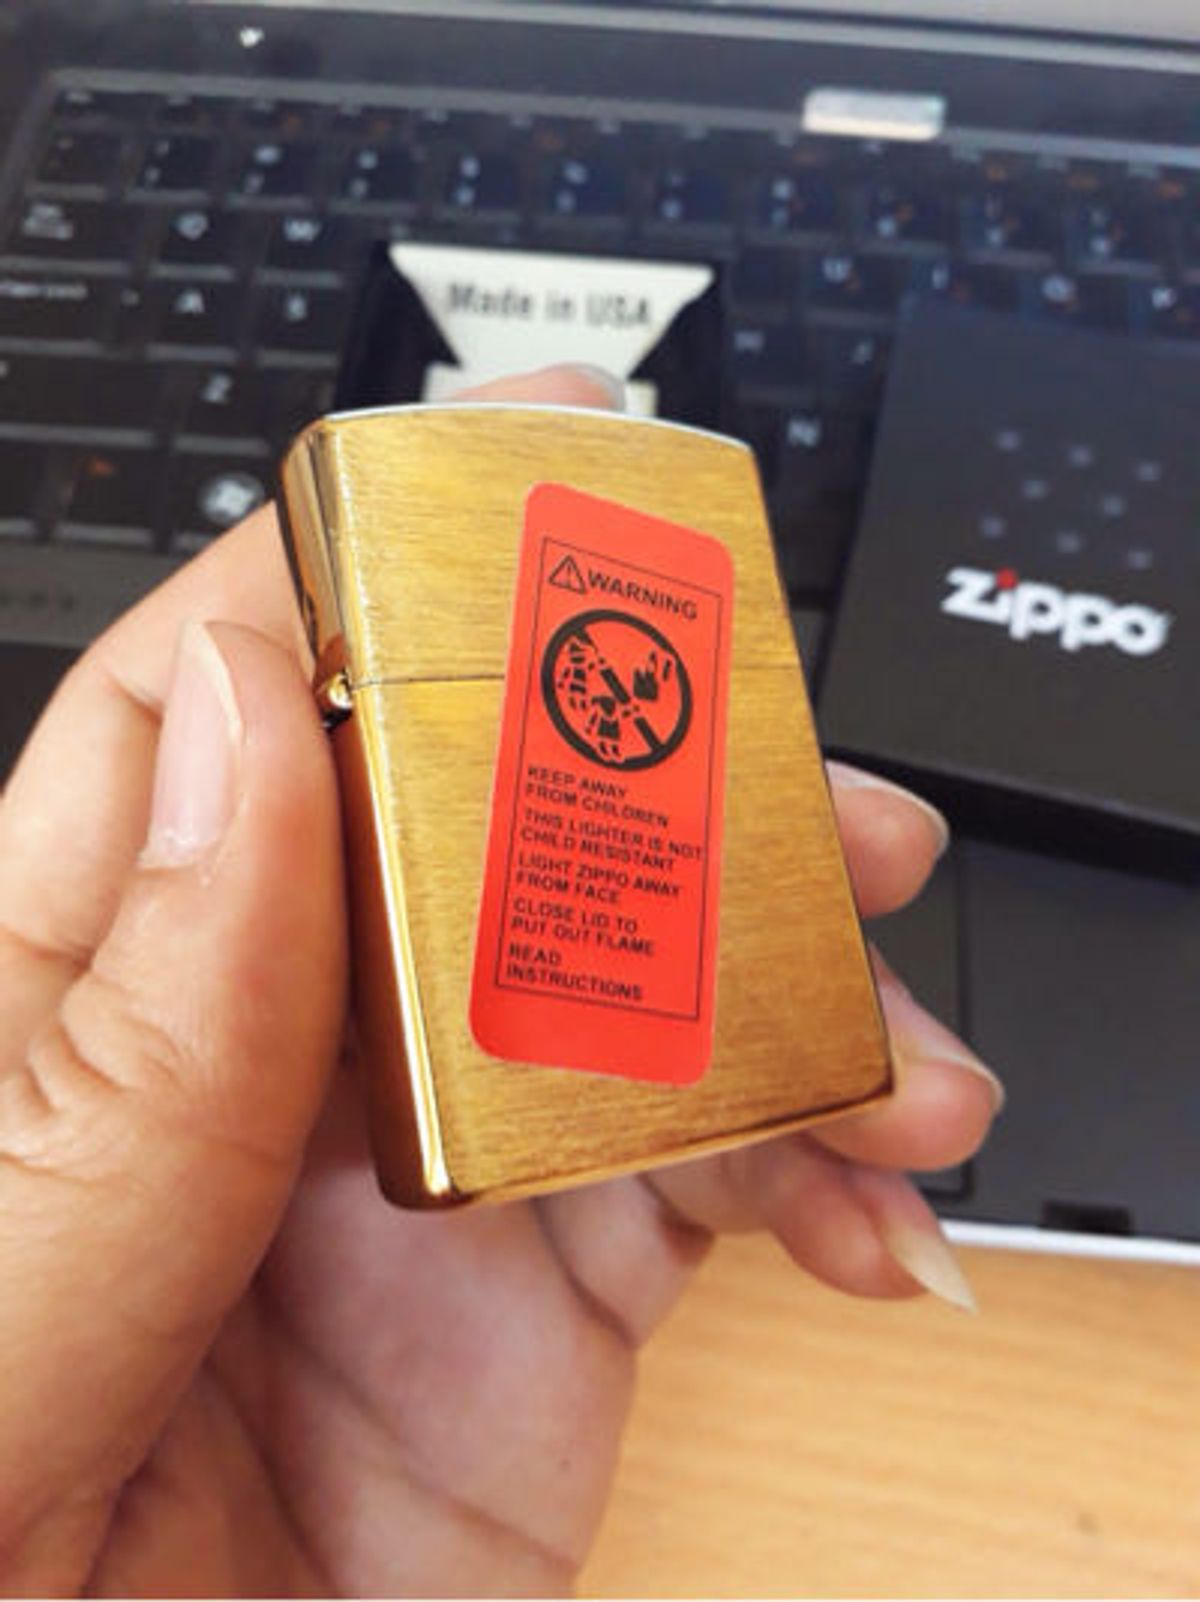 Made in USA
zippo
WARNING
KEEP AWAY
FROM CHILDREN
THIS LIGHTER IS NOT
CHILD RESISTANT
LIGHT ZIPPO AWAY
FROM FACE
CLOSE LID TO
PUT OUT FLAME
READ
INSTRUCTIONS
Q
W
A
S
Z
N